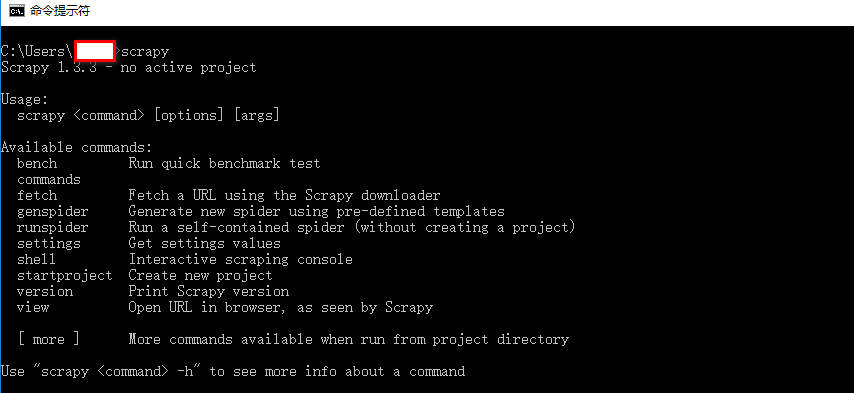 命令提示符
C:\Users\ >scrapy
Scrapy 1.3.3 - no active project
Usage:
scrapy <command> [options] [args]
Available commands:
bench Run quick benchmark test
commands
fetch Fetch a URL using the Scrapy downloader
genspider Generate new spider using pre-defined templates
runspider Run a self-contained spider (without creating a project)
settings Get settings values
shell Interactive scraping console
startproject Create new project
version Print Scrapy version
view Open URL in browser, as seen by Scrapy
[ more ] More commands available when run from project directory
Use "scrapy <command> -h" to see more info about a command